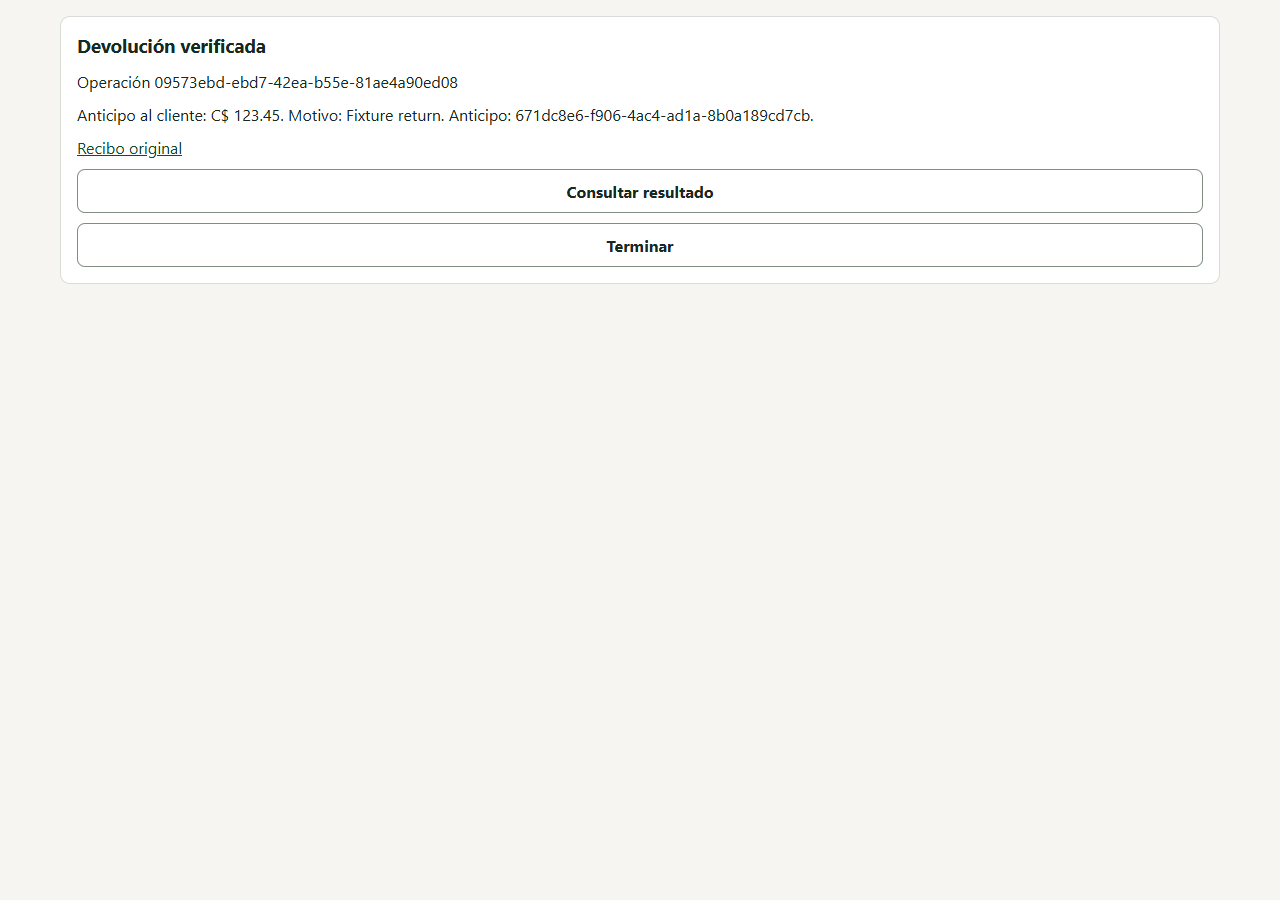 Devolución verificada
Operación 09573ebd-ebd7-42ea-b55e-81ae4a90ed08
Anticipo al cliente: C$ 123.45. Motivo: Fixture return. Anticipo: 671dc8e6-f906-4ac4-ad1a-8b0a189cd7cb.
Recibo original
Consultar resultado
Terminar